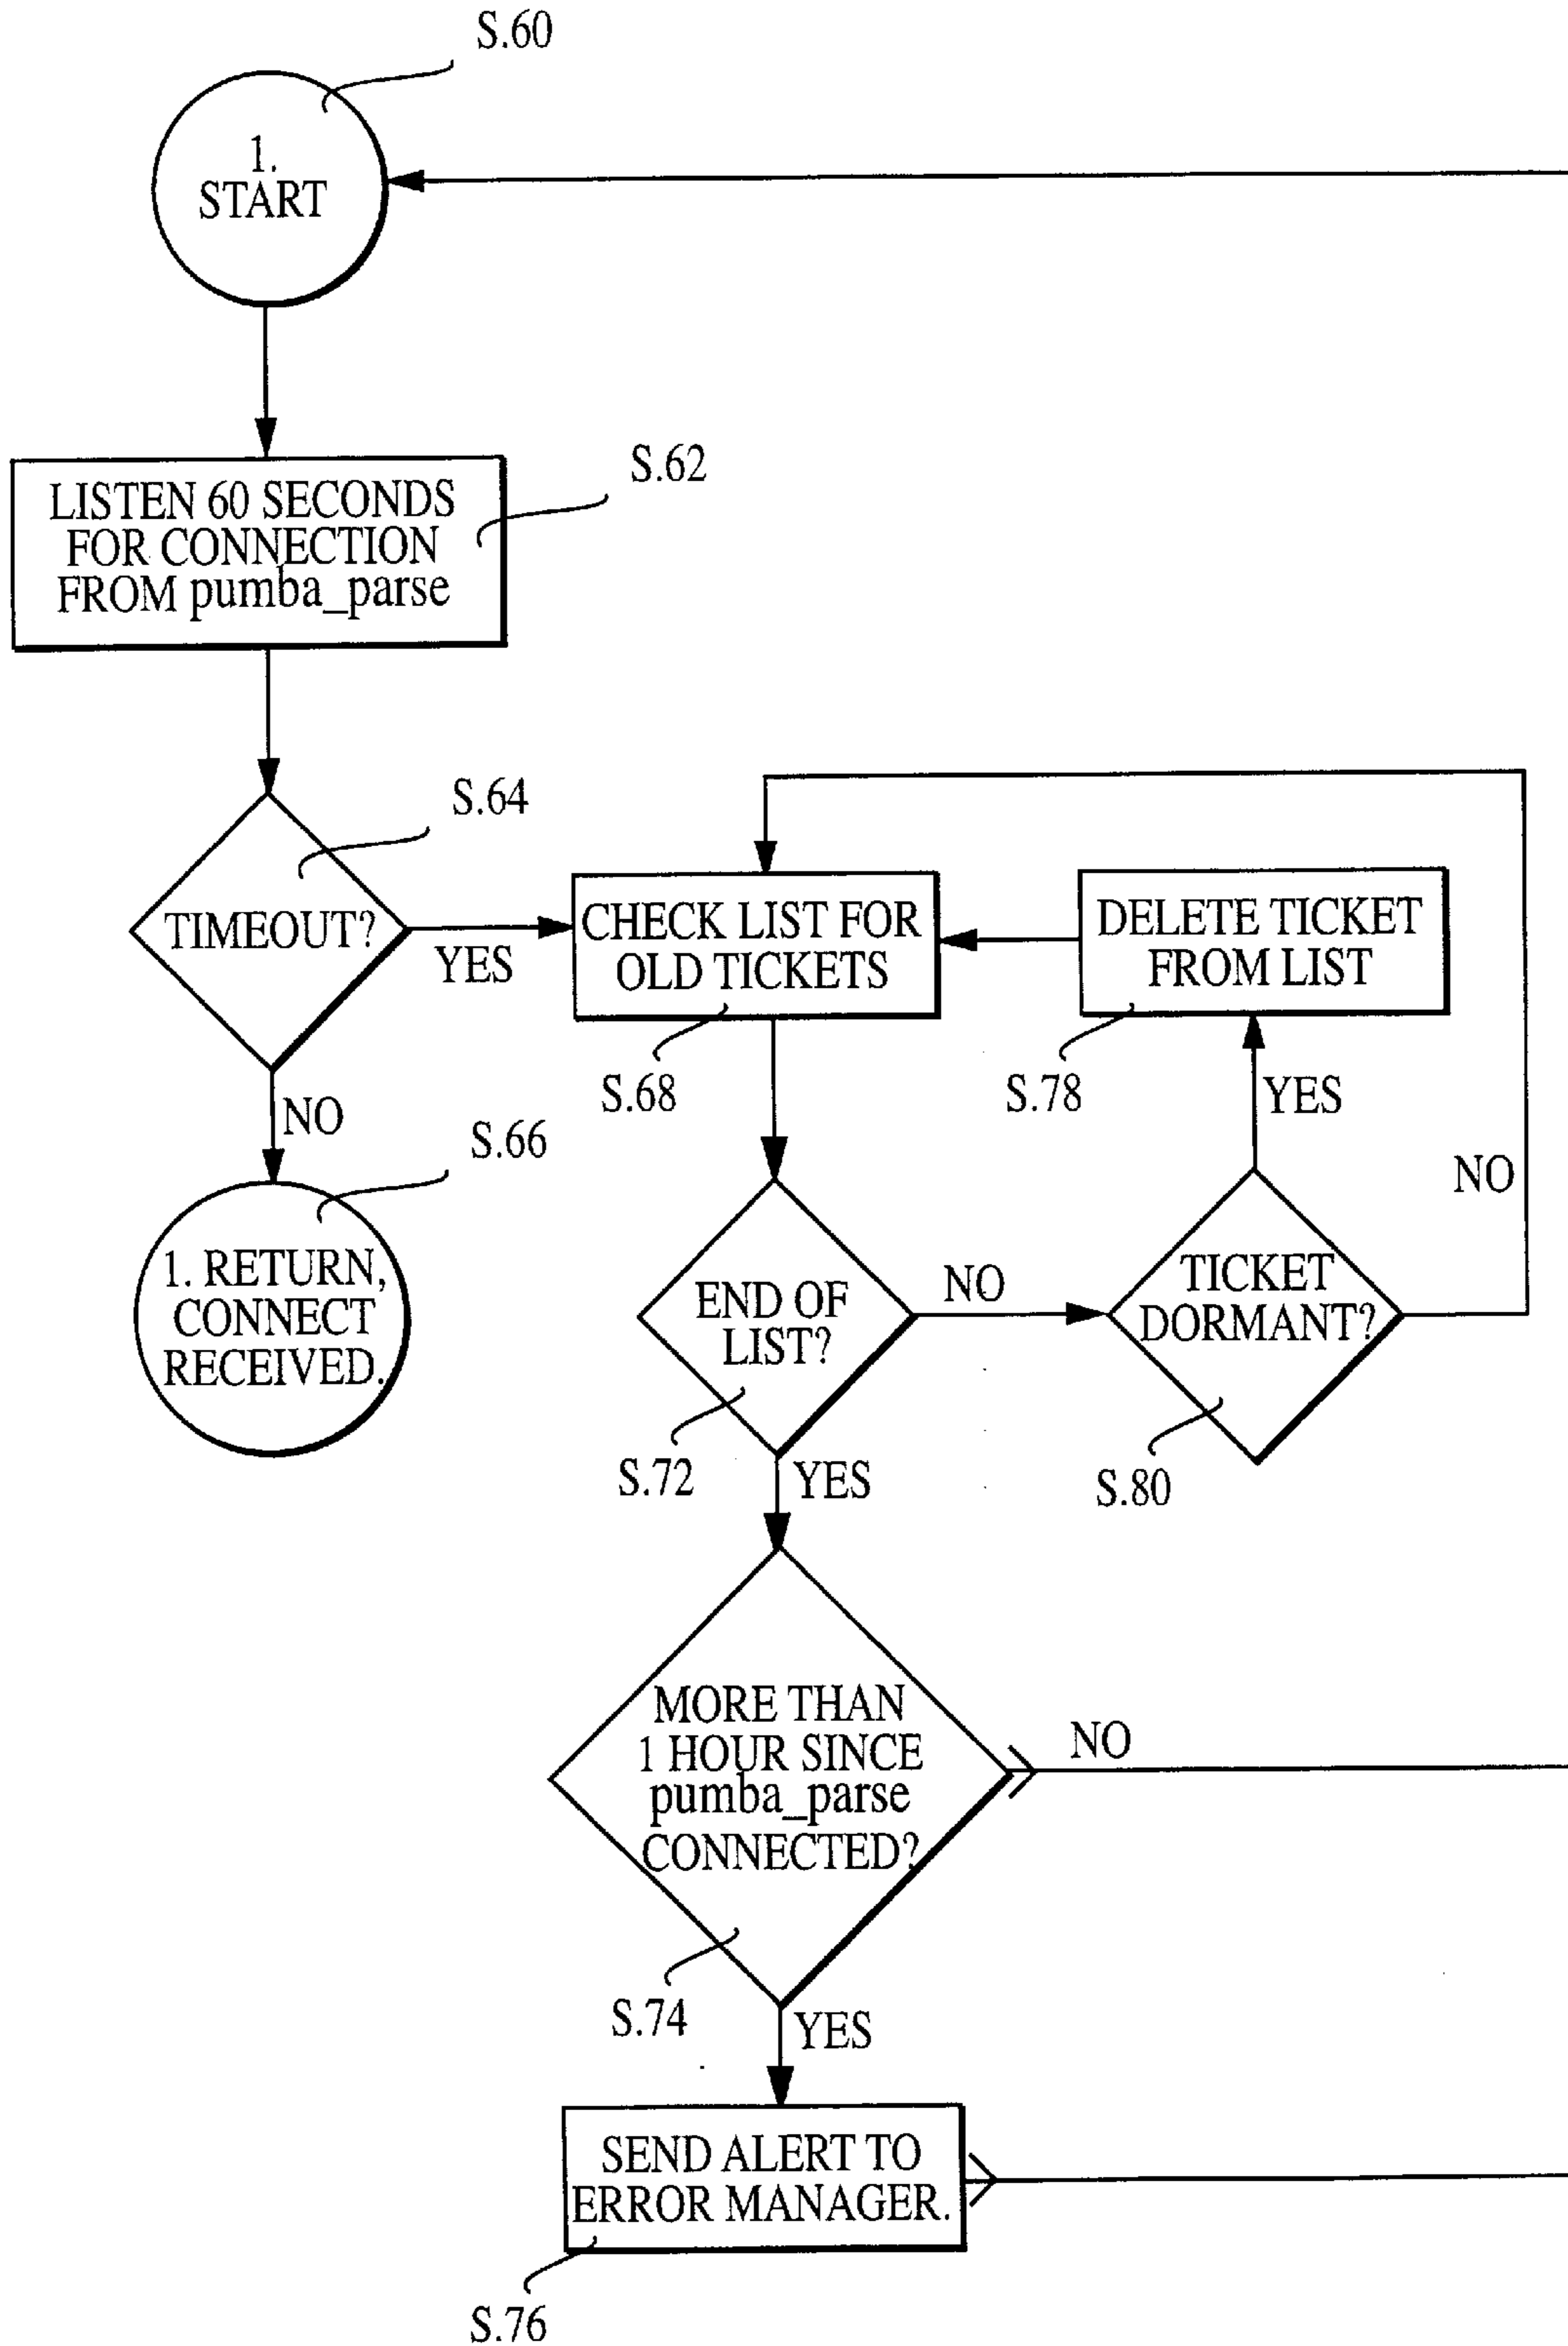 S.60
1.
START
S.62
LISTEN 60 SECONDS
FOR CONNECTION
FROM pumba_parse
S.64
TIMEOUT?
YES
NO
S.66
1. RETURN,
CONNECT
RECEIVED.
CHECK LIST FOR
OLD TICKETS
S.68
DELETE TICKET
FROM LIST
S.78
YES
NO
END OF
LIST?
NO
S.72
YES
TICKET
DORMANT?
S.80
MORE THAN
1 HOUR SINCE
pumba_parse
CONNECTED?
NO
S.74
YES
SEND ALERT TO
ERROR MANAGER.
S.76